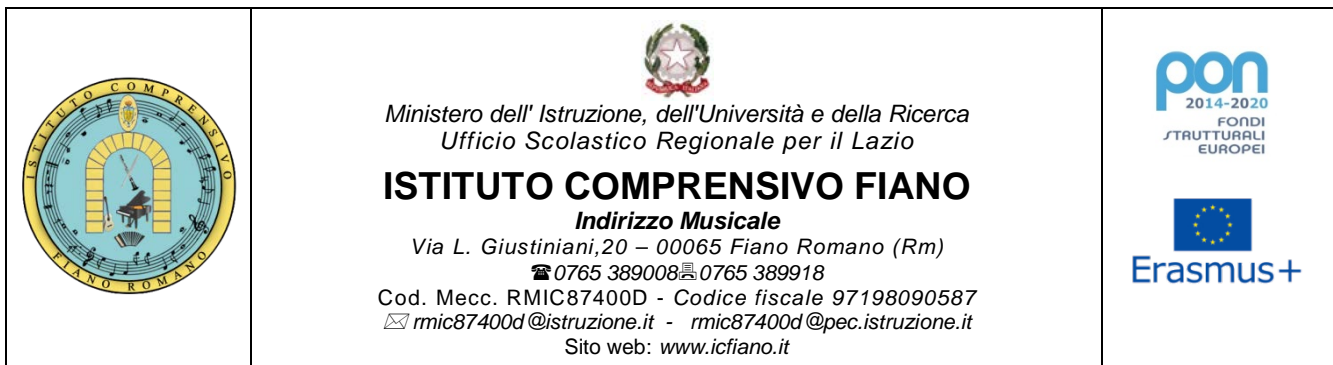 ISTITUTO COMPRENSIVO
FIANO ROMANO
Ministero dell' Istruzione, dell'Università e della Ricerca
Ufficio Scolastico Regionale per il Lazio
ISTITUTO COMPRENSIVO FIANO
Indirizzo Musicale
Via L. Giustiniani,20 – 00065 Fiano Romano (Rm)
☎0765 389008 0765 389918
Cod. Mecc. RMIC87400D - Codice fiscale 97198090587
✉ rmic87400d@istruzione.it - rmic87400d@pec.istruzione.it
Sito web: www.icfiano.it
pon
2014-2020
FONDI
STRUTTURALI
EUROPEI
Erasmus+